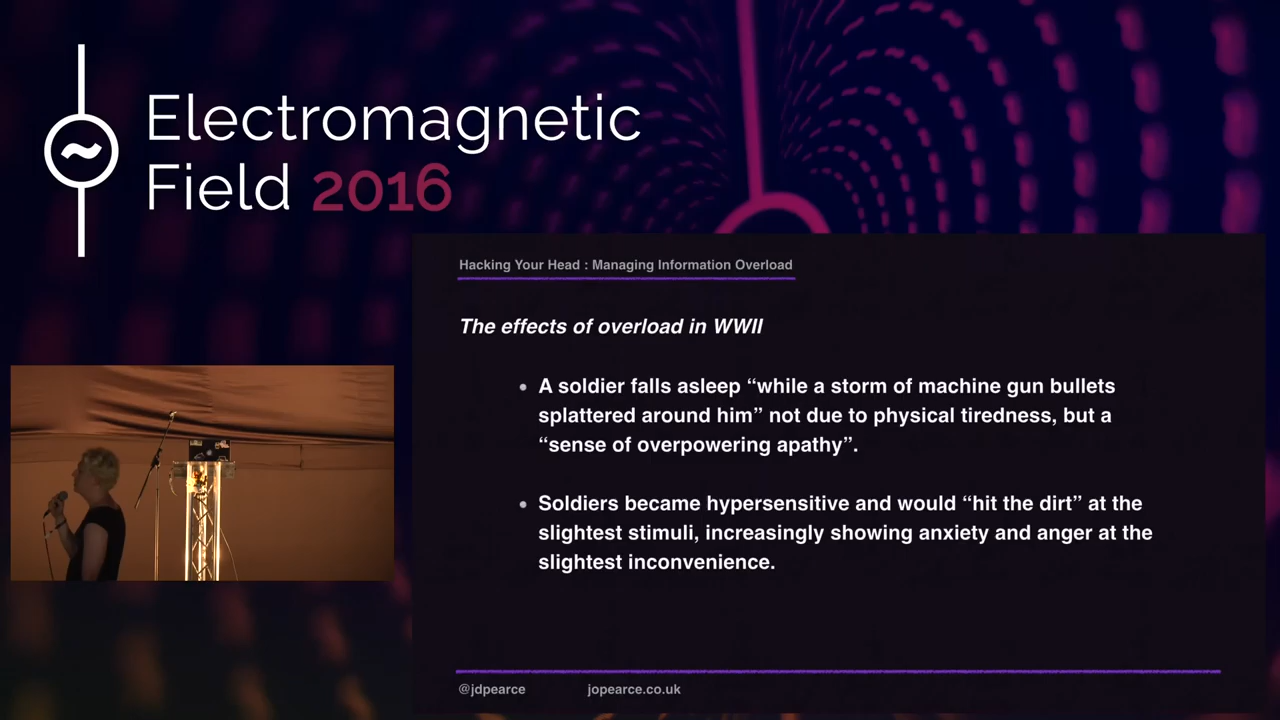 Electromagnetic
Field 2016
Hacking Your Head : Managing Information Overload
The effects of overload in WWII
• A soldier falls asleep “while a storm of machine gun bullets
splattered around him” not due to physical tiredness, but a
“sense of overpowering apathy”.
• Soldiers became hypersensitive and would “hit the dirt” at the
slightest stimuli, increasingly showing anxiety and anger at the
slightest inconvenience.
@jdpearce jopearce.co.uk